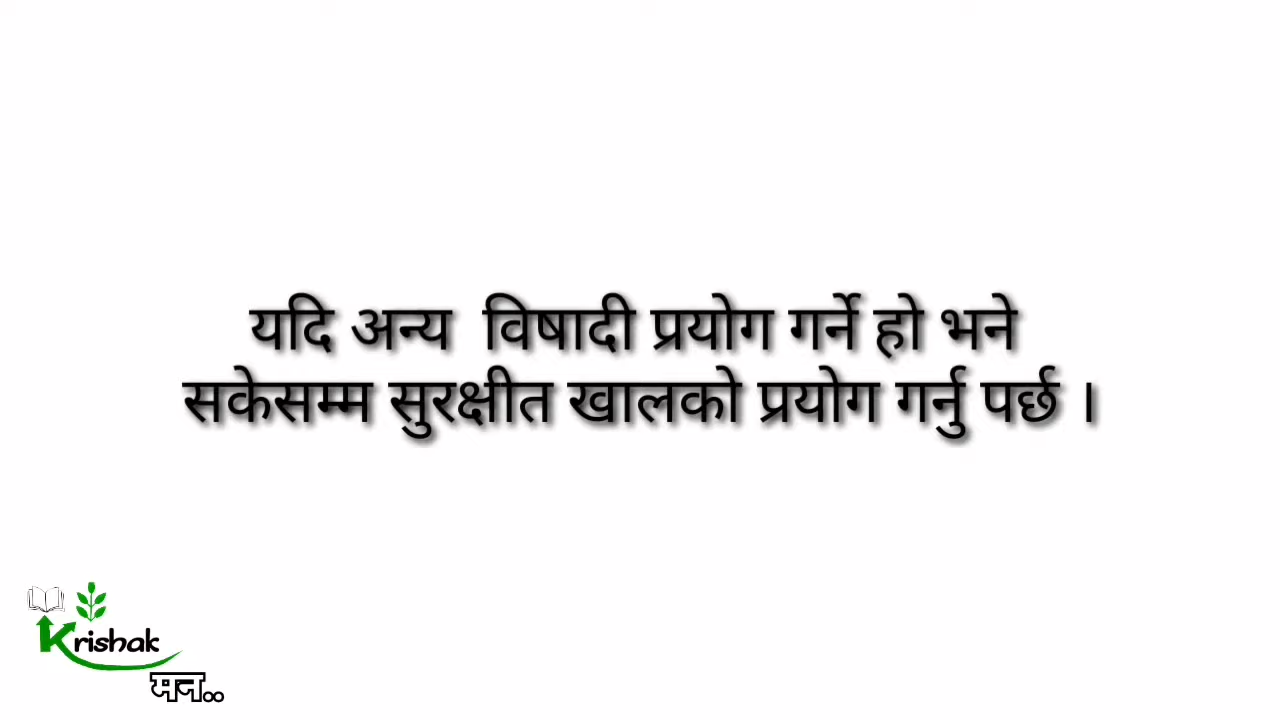 यदि अन्य  विषादी प्रयोग गर्ने हो भने
सकेसम्म सुरक्षीत खालको प्रयोग गर्नु पर्छ ।
Krishak
मन..